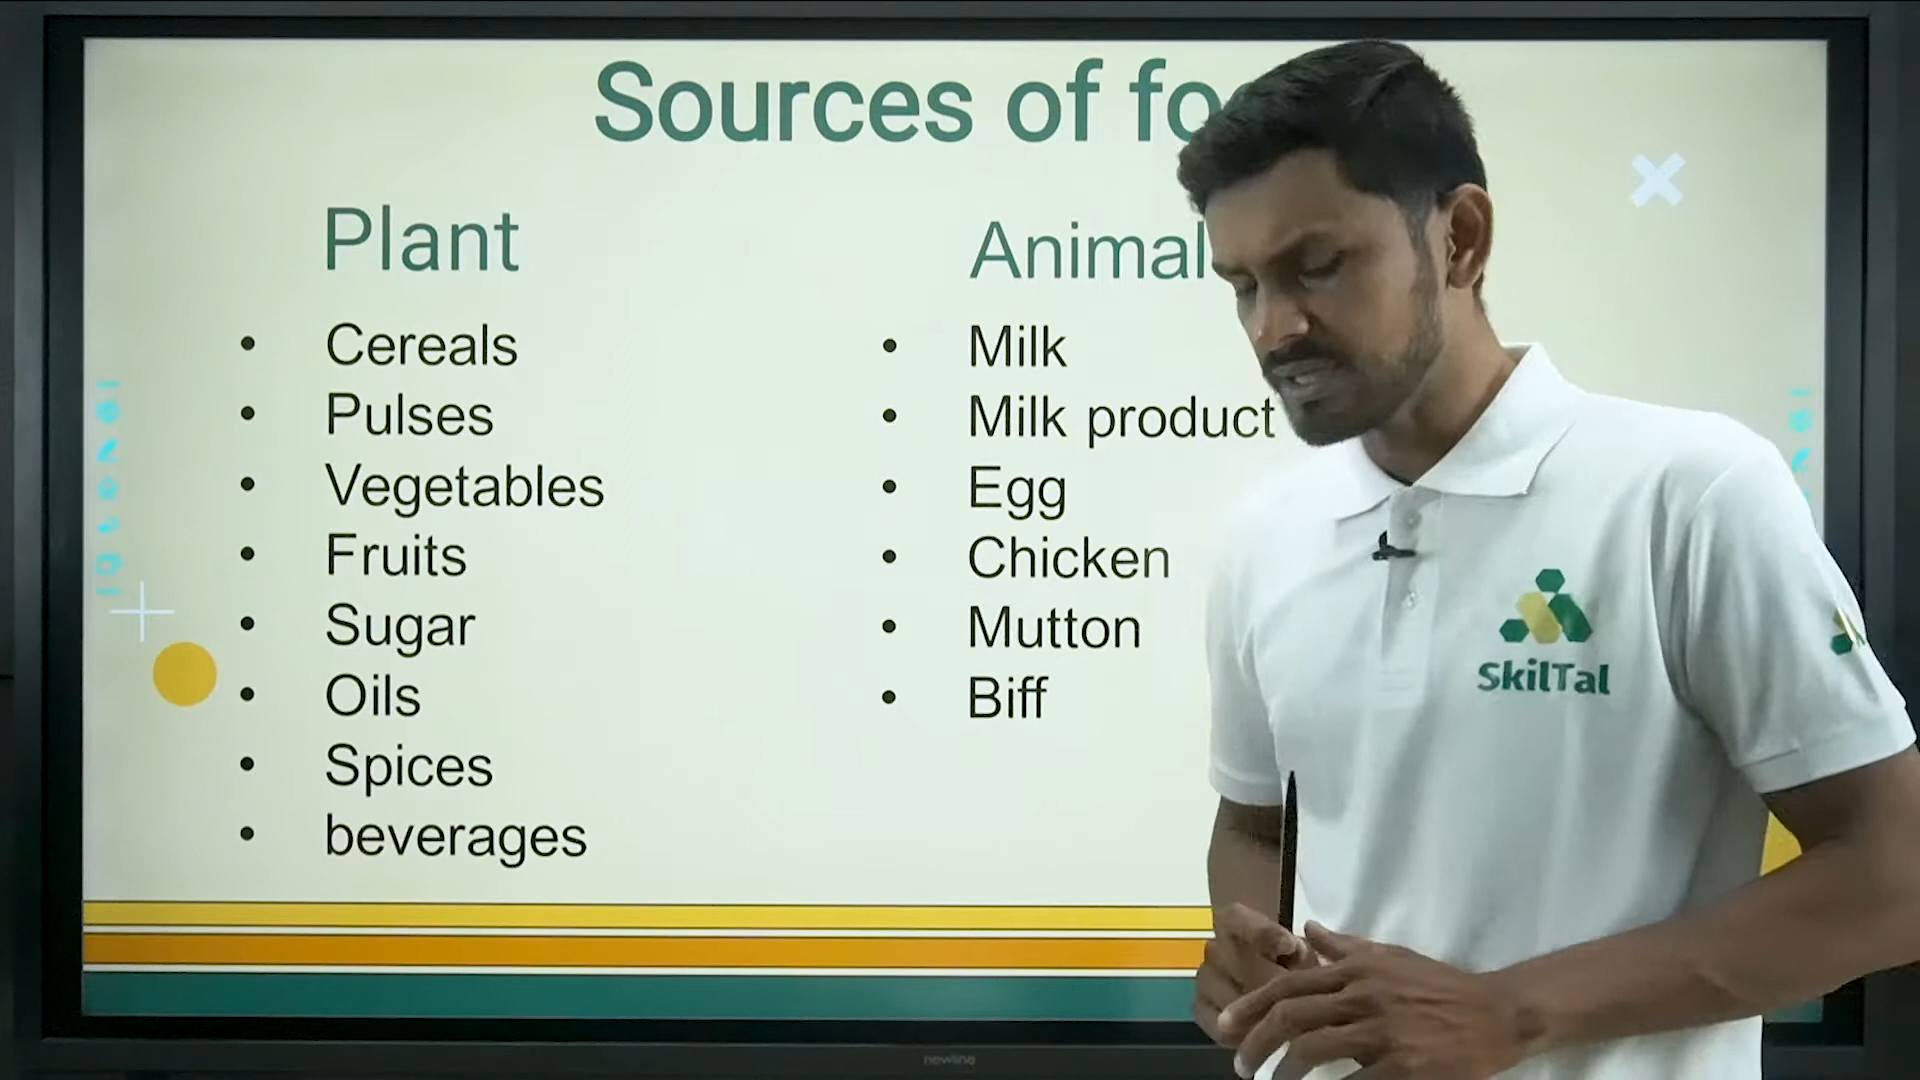 Sources of fo
Plant
Cereals
Pulses
Vegetables
Fruits
Sugar
Oils
Spices
beverages
Animal
Milk
Milk product
Egg
Chicken
Mutton
Biff
SkilTal
newline